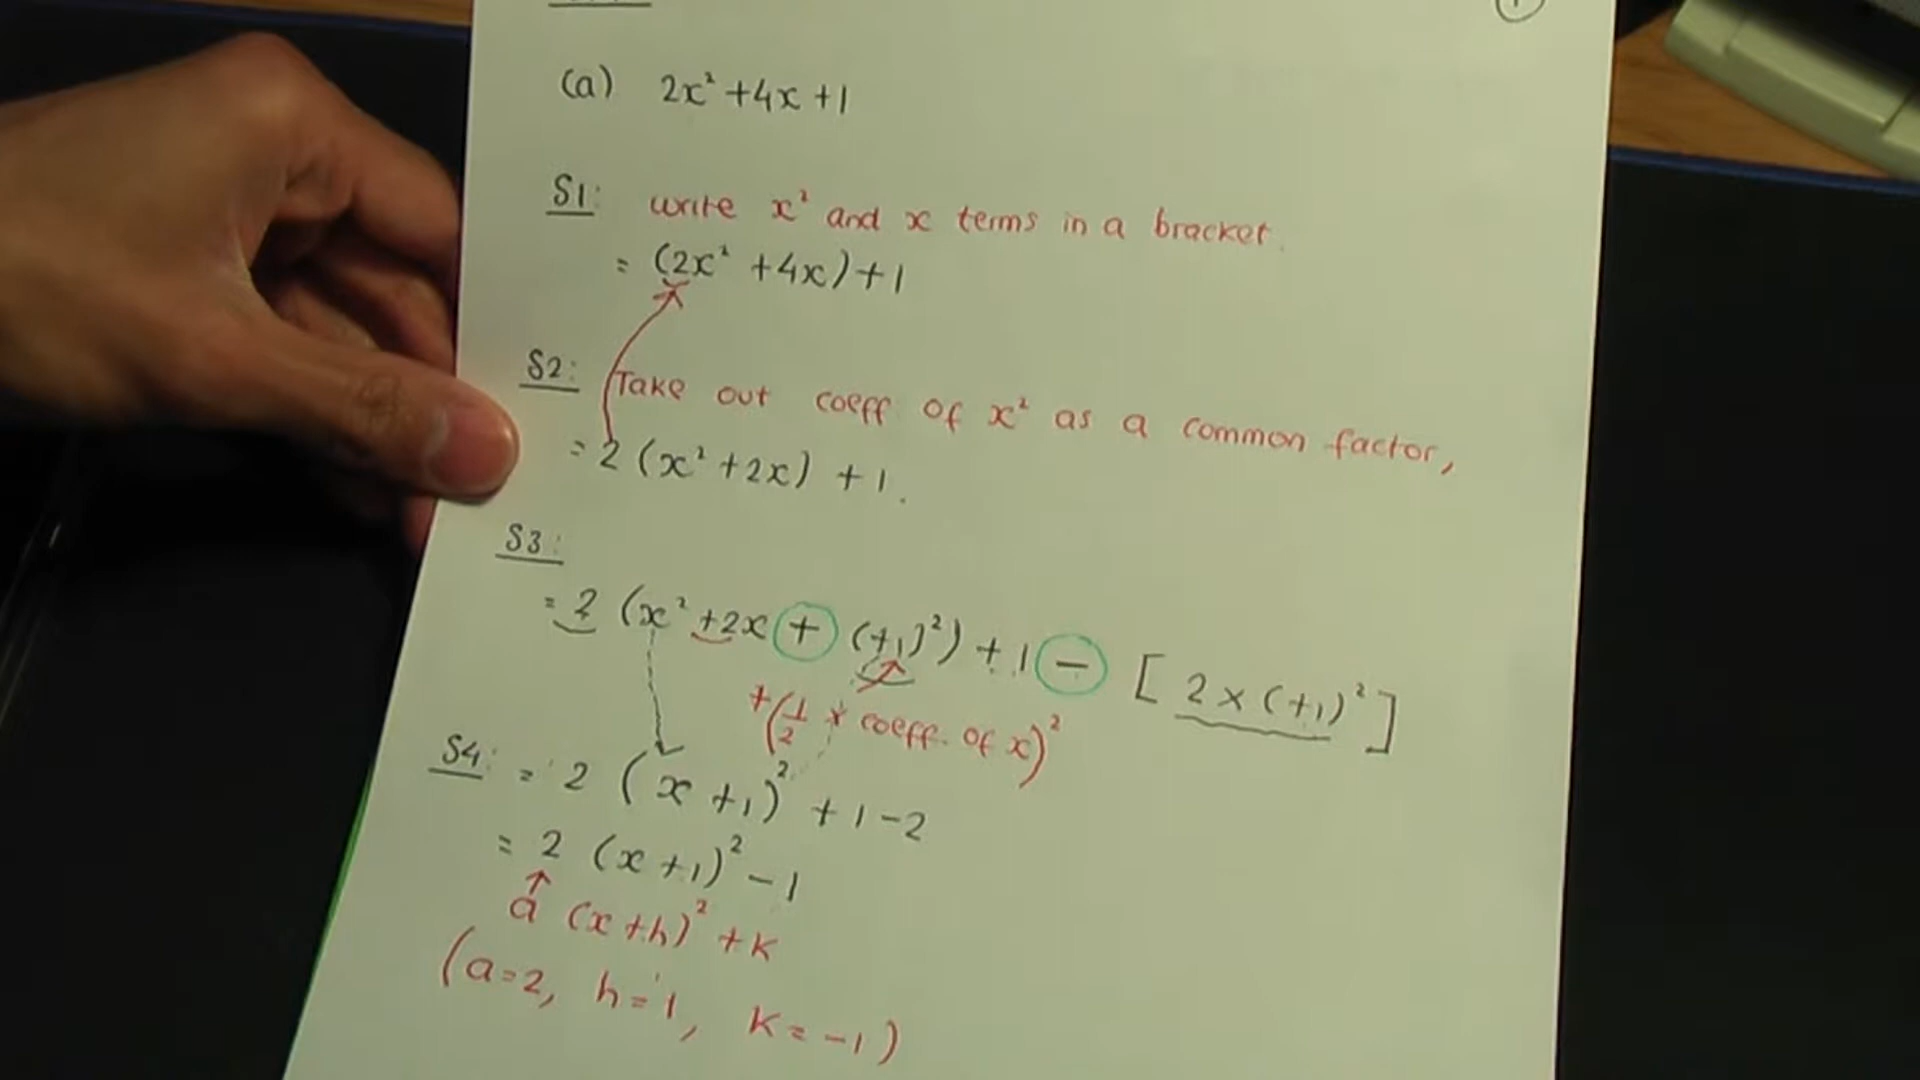 (a) 2x² + 4x + 1
S1: write x² and x terms in a bracket.
= (2x² + 4x) + 1
S2: Take out coeff of x² as a common factor,
= 2 (x² + 2x) + 1.
S3:
= 2 (x² + 2x + (+1)²) + 1 - [2 × (+1)²]
+(1/2 × coeff. of x)²
S4: = 2 (x + 1)² + 1 - 2
= 2 (x + 1)² - 1
a (x + h)² + k
(a = 2, h = 1, k = -1)